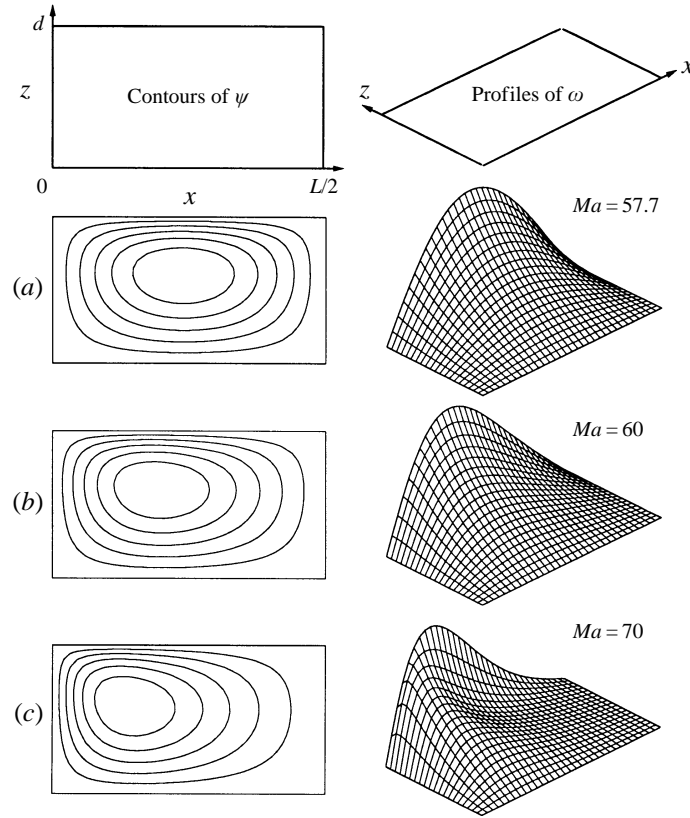 d
z
Contours of ψ
0
x
L/2
z
Profiles of ω
x
(a)
Ma = 57.7
(b)
Ma = 60
(c)
Ma = 70